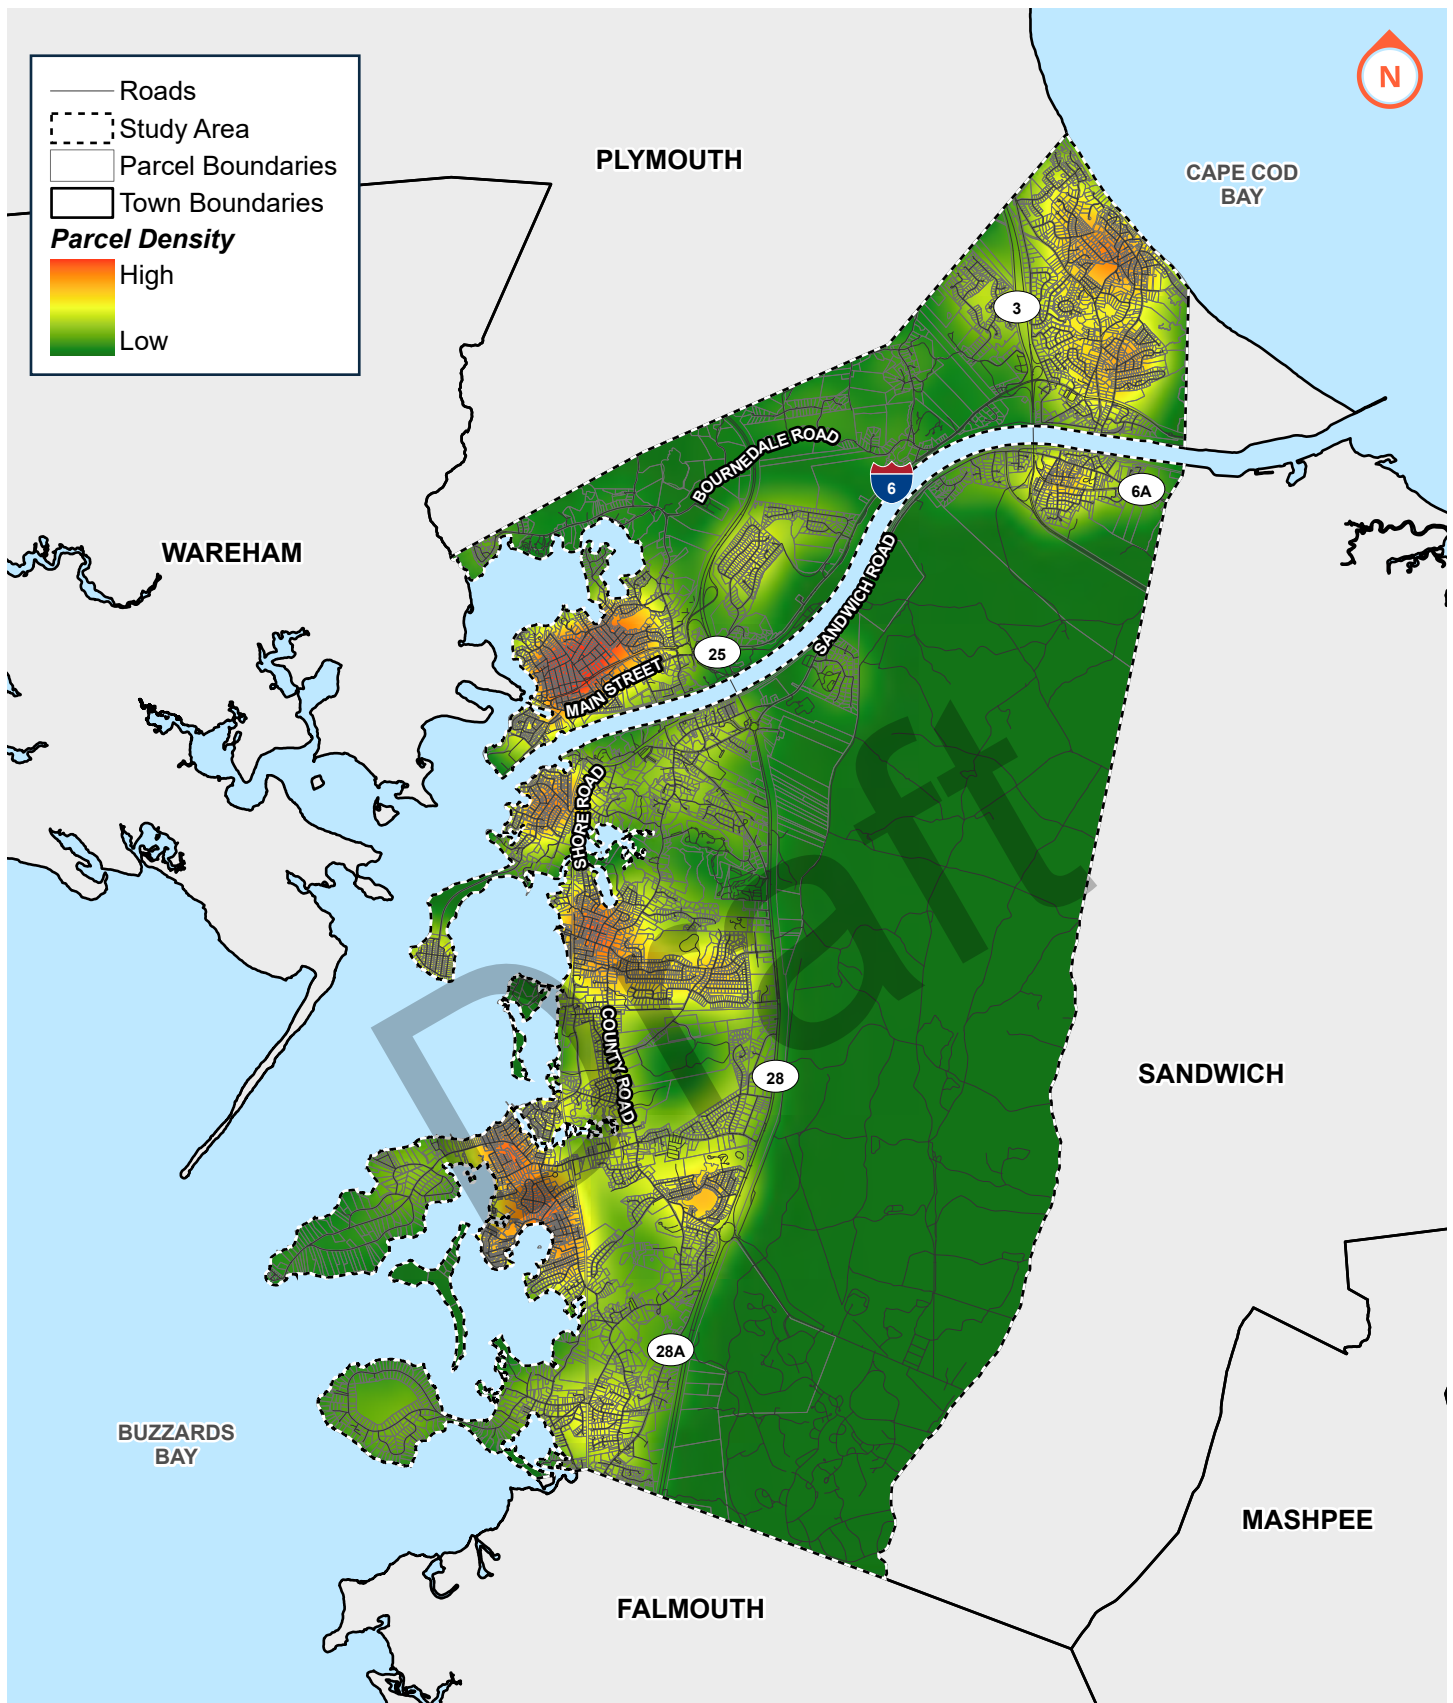 Roads
Study Area
Parcel Boundaries
Town Boundaries
Parcel Density
High
Low
N
PLYMOUTH
CAPE COD
BAY
3
BOURNEDALE ROAD
6
6A
WAREHAM
SANDWICH ROAD
25
MAIN STREET
SHORE ROAD
Draft
COUNTY ROAD
28
SANDWICH
28A
BUZZARDS
BAY
MASHPEE
FALMOUTH